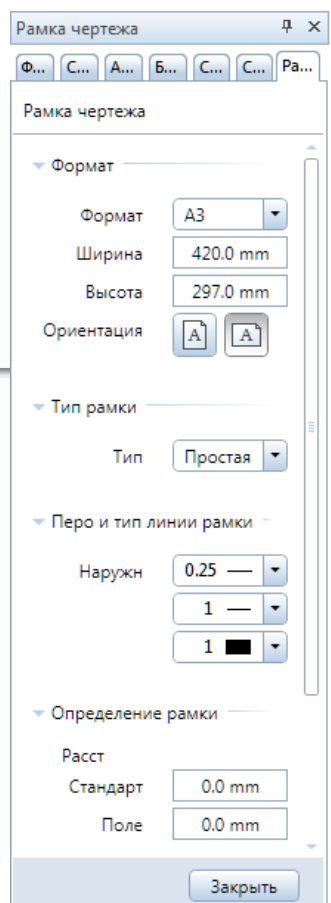 Рамка чертежа
Ф... С... А... Б... С... С... Ра...
Рамка чертежа
Формат
Формат A3
Ширина 420.0 mm
Высота 297.0 mm
Ориентация A A
Тип рамки
Тип Простая
Перо и тип линии рамки
Наружн 0.25
1
1
Определение рамки
Расст
Стандарт 0.0 mm
Поле 0.0 mm
Закрыть